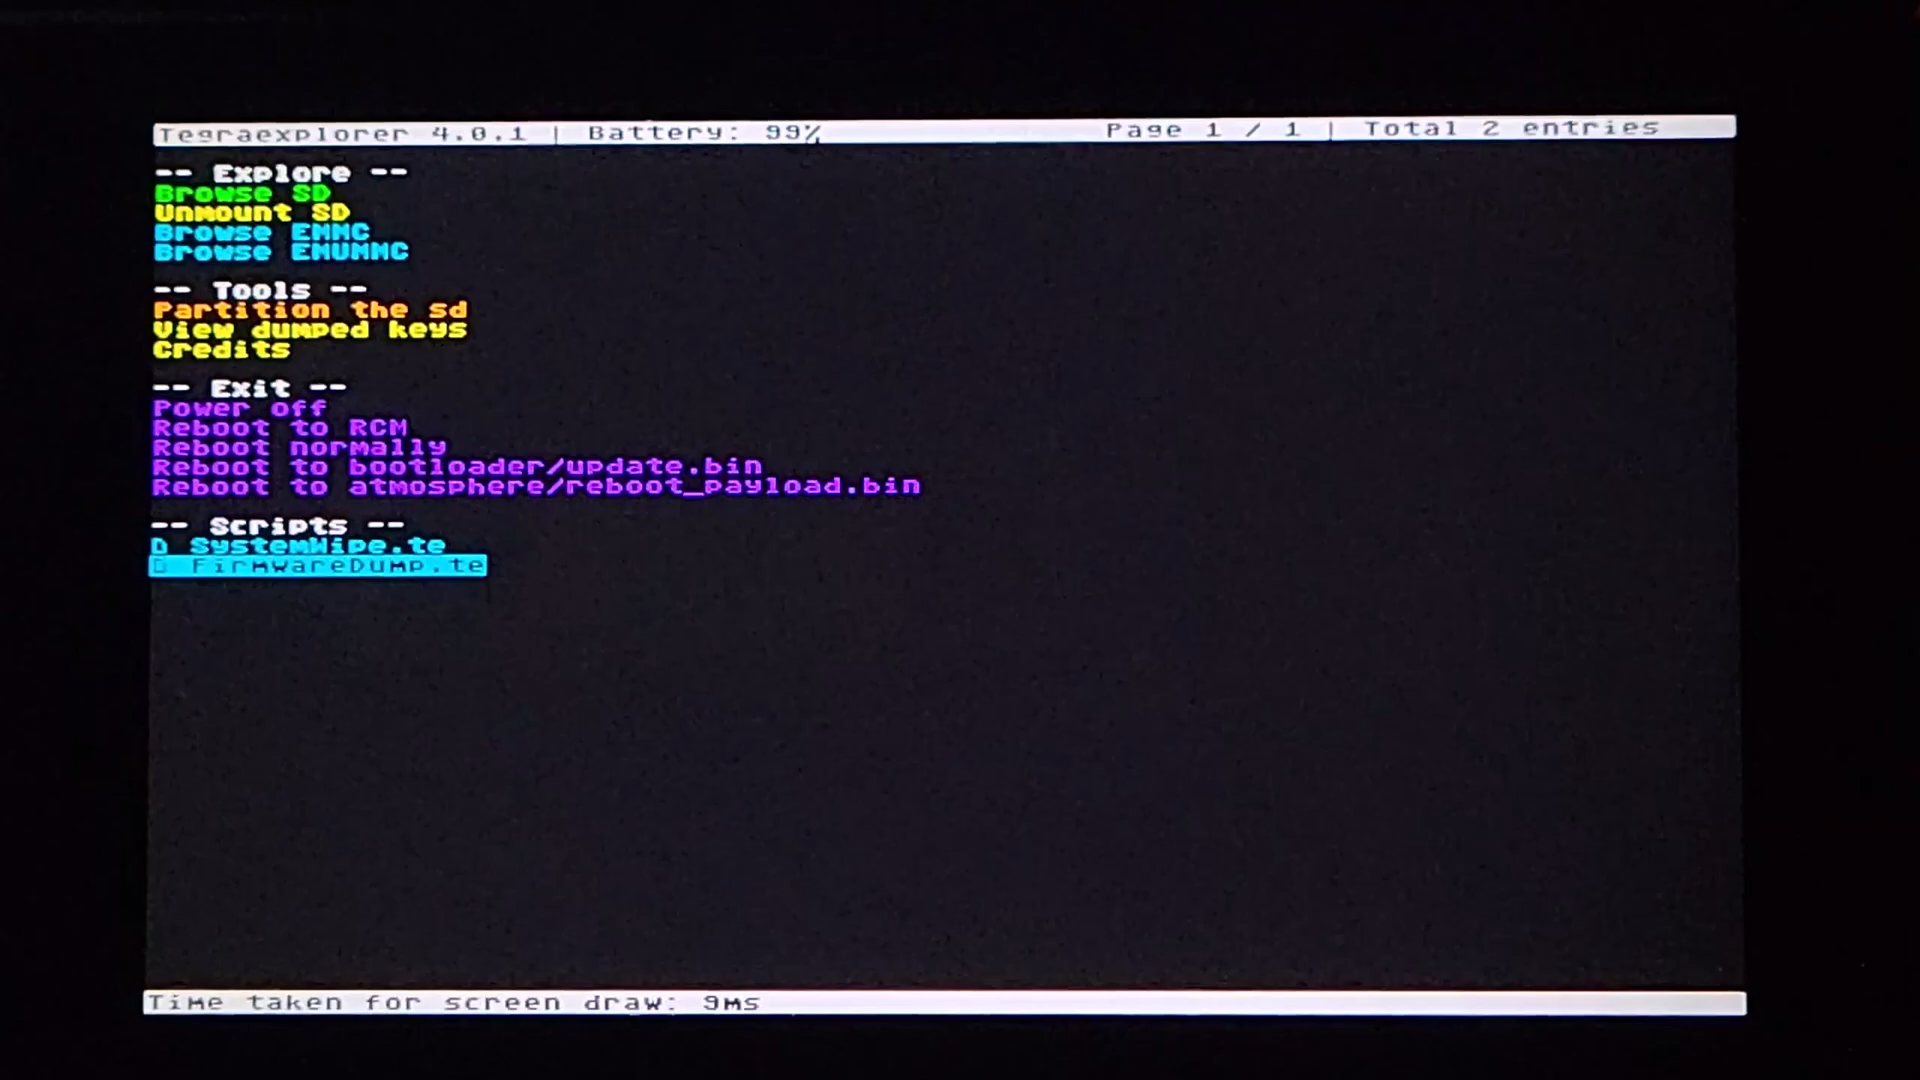 Tegraexplorer 4.0.1 | Battery: 99% Page 1 / 1 | Total 2 entries
-- Explore --
Browse SD
Unmount SD
Browse EMMC
Browse EMUMMC
-- Tools --
Partition the sd
View dumped keys
Credits
-- Exit --
Power off
Reboot to RCM
Reboot normally
Reboot to bootloader/update.bin
Reboot to atmosphere/reboot_payload.bin
-- Scripts --
D SystemWipe.te
D FirmwareDump.te
Time taken for screen draw: 9ms